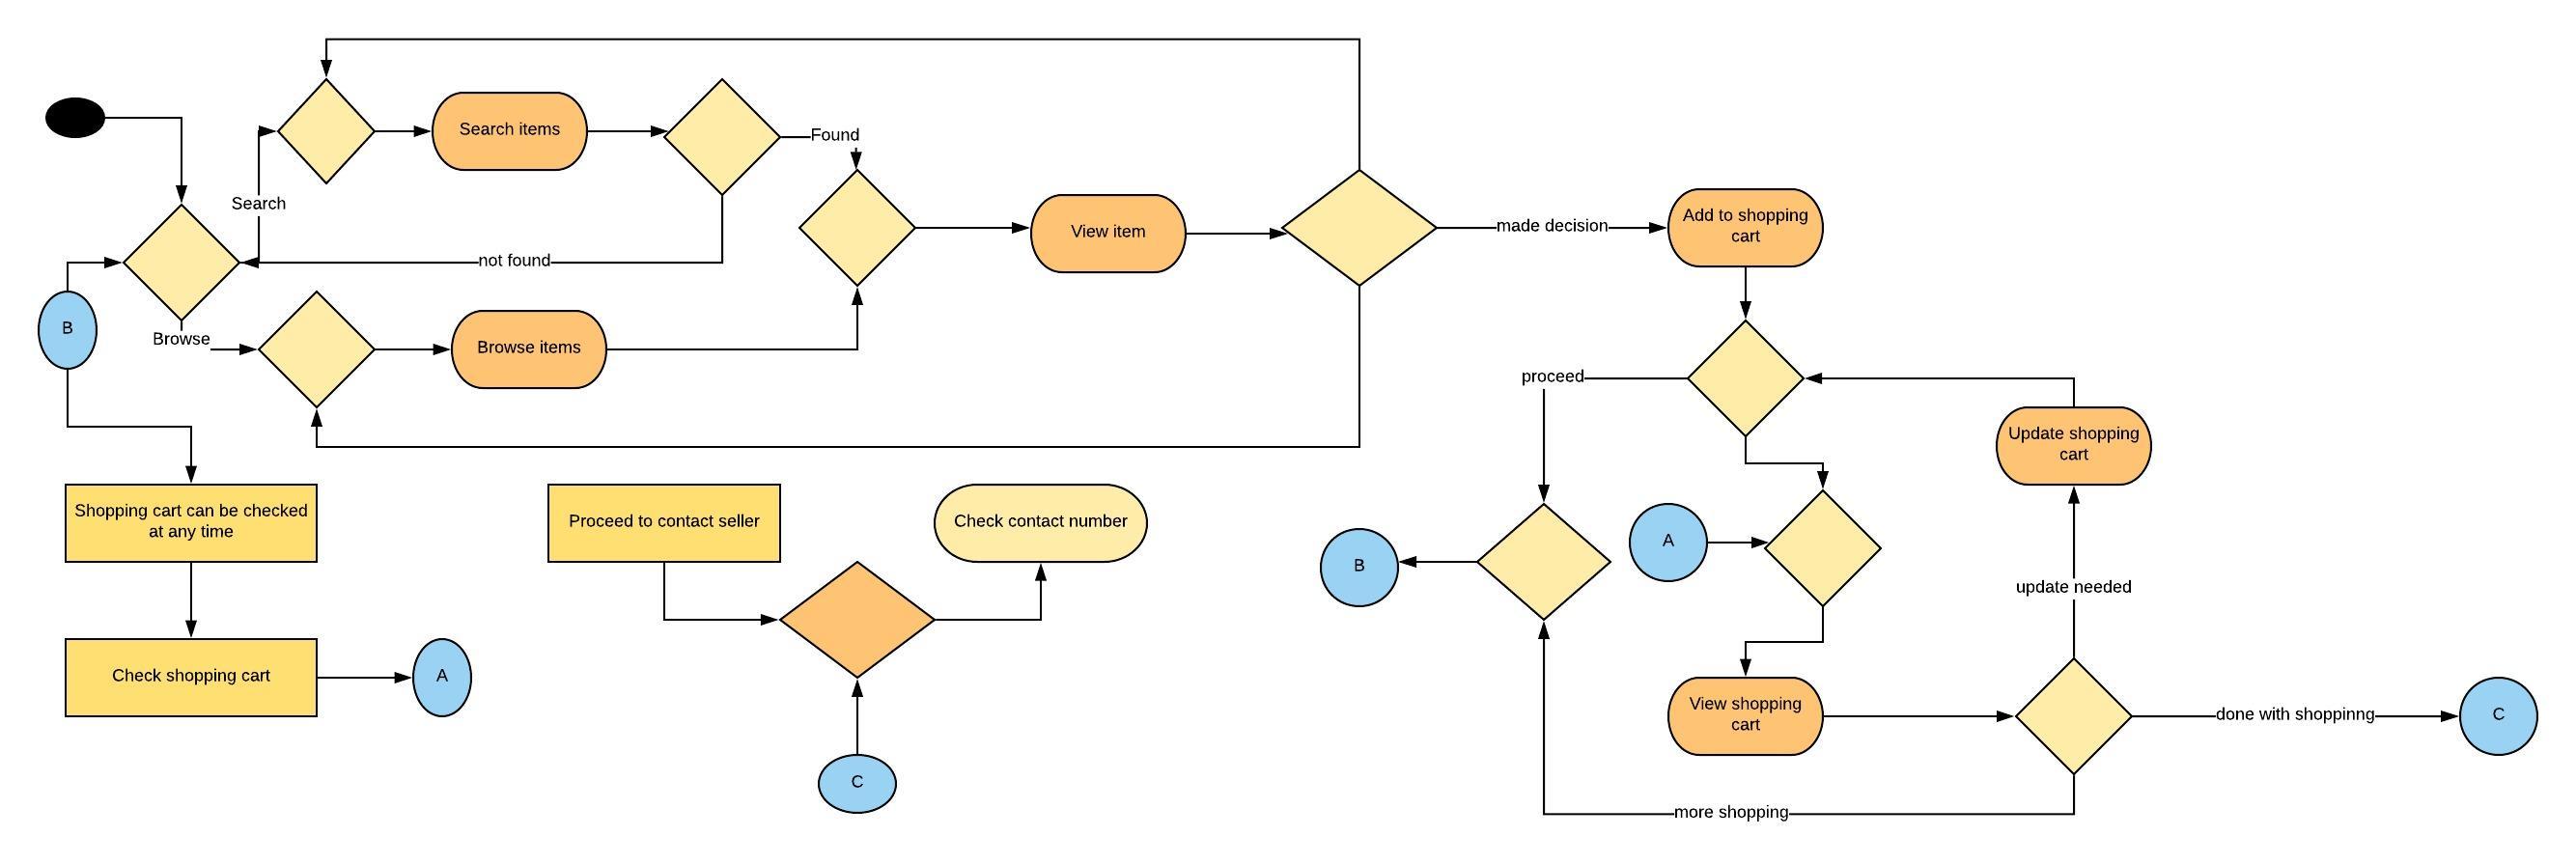 Search items
Found
Search
View item
made decision
Add to shopping
cart
not found
B
Browse
Browse items
proceed
Update shopping
cart
Shopping cart can be checked
at any time
Proceed to contact seller
Check contact number
A
B
update needed
Check shopping cart
A
View shopping
cart
done with shoppinng
C
C
more shopping